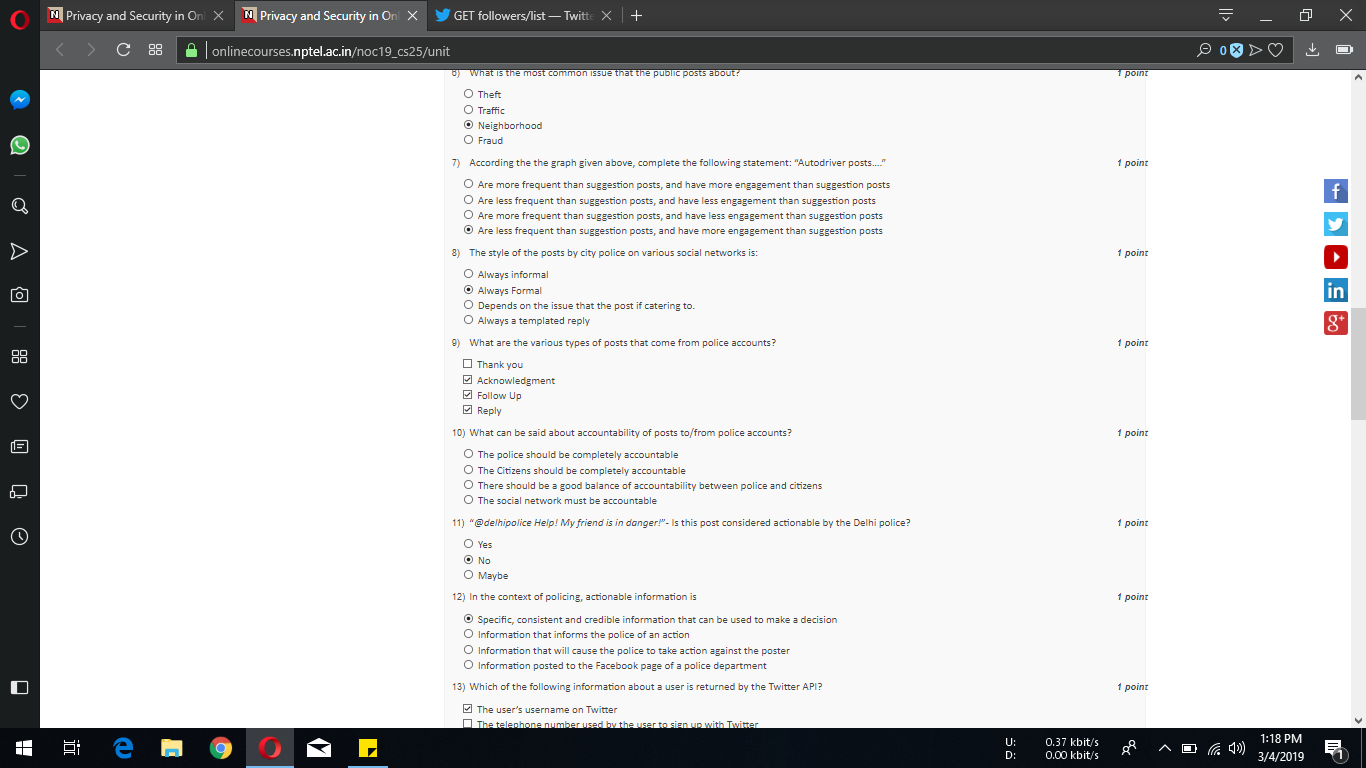 Privacy and Security in Onl
Privacy and Security in Onl
GET followers/list — Twitte
onlinecourses.nptel.ac.in/noc19_cs25/unit
0
6) What is the most common issue that the public posts about? 1 point
Theft
Traffic
Neighborhood
Fraud
7) According the the graph given above, complete the following statement: “Autodriver posts....” 1 point
Are more frequent than suggestion posts, and have more engagement than suggestion posts
Are less frequent than suggestion posts, and have less engagement than suggestion posts
Are more frequent than suggestion posts, and have less engagement than suggestion posts
Are less frequent than suggestion posts, and have more engagement than suggestion posts
8) The style of the posts by city police on various social networks is: 1 point
Always informal
Always Formal
Depends on the issue that the post if catering to.
Always a templated reply
9) What are the various types of posts that come from police accounts? 1 point
Thank you
Acknowledgment
Follow Up
Reply
10) What can be said about accountability of posts to/from police accounts? 1 point
The police should be completely accountable
The Citizens should be completely accountable
There should be a good balance of accountability between police and citizens
The social network must be accountable
11) “@delhipolice Help! My friend is in danger!”- Is this post considered actionable by the Delhi police? 1 point
Yes
No
Maybe
12) In the context of policing, actionable information is 1 point
Specific, consistent and credible information that can be used to make a decision
Information that informs the police of an action
Information that will cause the police to take action against the poster
Information posted to the Facebook page of a police department
13) Which of the following information about a user is returned by the Twitter API? 1 point
The user's username on Twitter
The telephone number used by the user to sign up with Twitter
U: 0.37 kbit/s
D: 0.00 kbit/s
1:18 PM
3/4/2019
1